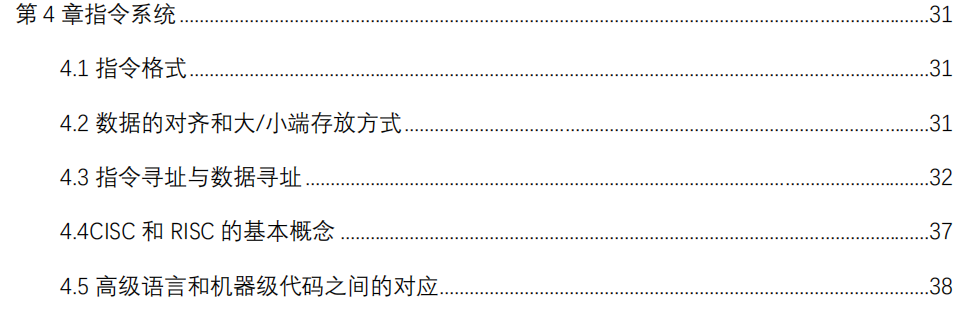 第 4 章指令系统........................................31
4.1 指令格式........................................31
4.2 数据的对齐和大/小端存放方式........................................31
4.3 指令寻址与数据寻址........................................32
4.4CISC 和 RISC 的基本概念........................................37
4.5 高级语言和机器级代码之间的对应........................................38